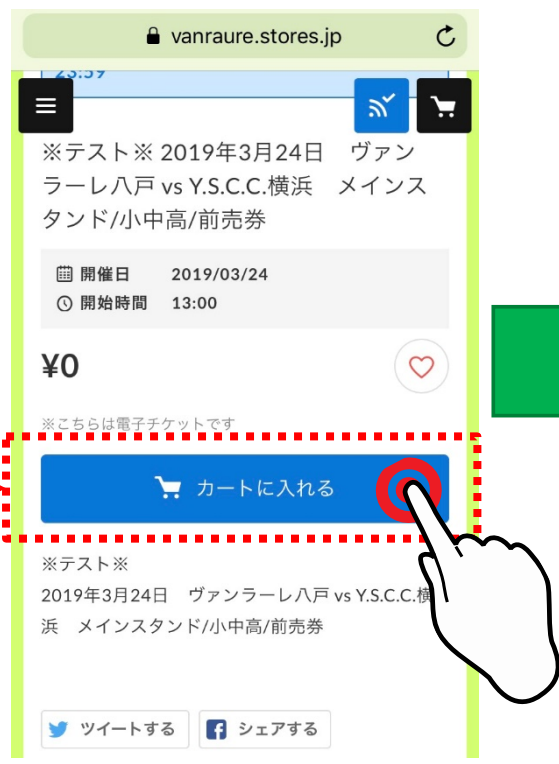 vanraure.stores.jp
23:59
※テスト※ 2019年3月24日　ヴァン
ラーレ八戸 vs Y.S.C.C.横浜　メインス
タンド/小中高/前売券
開催日 2019/03/24
開始時間 13:00
¥0
※こちらは電子チケットです
カートに入れる
※テスト※
2019年3月24日　ヴァンラーレ八戸 vs Y.S.C.C.横
浜　メインスタンド/小中高/前売券
ツイートする シェアする